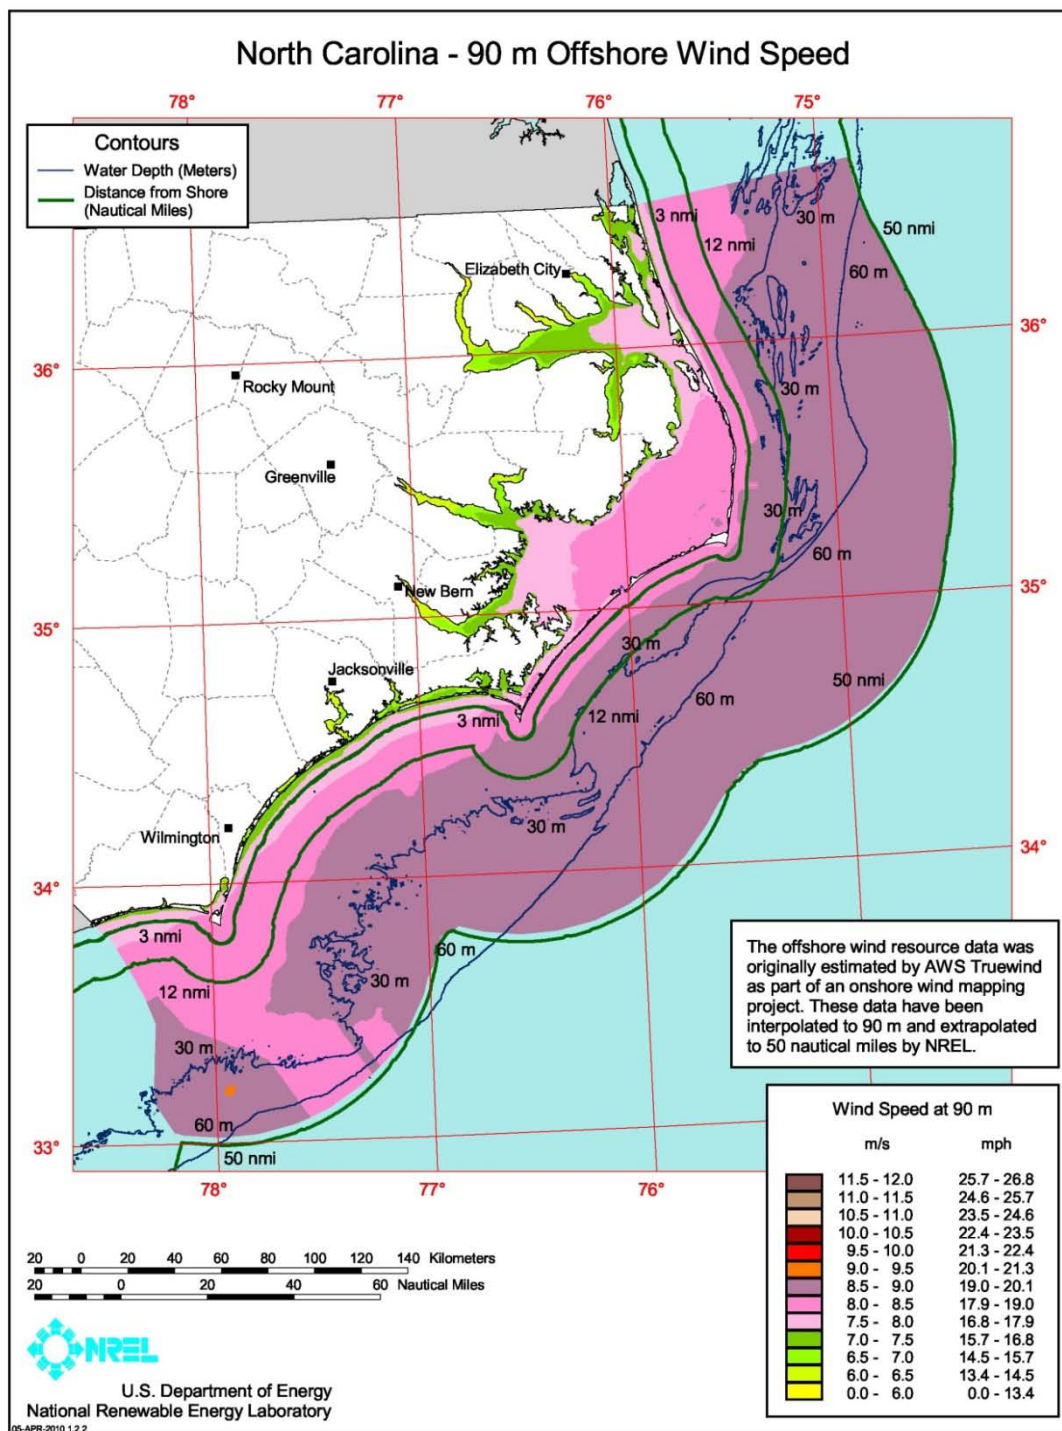 North Carolina - 90 m Offshore Wind Speed
78°
77°
76°
75°
Contours
Water Depth (Meters)
Distance from Shore
(Nautical Miles)
3 nmi
12 nmi
30 m
50 nmi
60 m
Elizabeth City
36°
36°
Rocky Mount
30 m
Greenville
30 m
60 m
New Bern
35°
35°
30 m
Jacksonville
50 nmi
60 m
3 nmi
12 nmi
Wilmington
30 m
34°
34°
3 nmi
60 m
30 m
12 nmi
30 m
60 m
50 nmi
33°
78°
77°
76°
The offshore wind resource data was
originally estimated by AWS Truewind
as part of an onshore wind mapping
project. These data have been
interpolated to 90 m and extrapolated
to 50 nautical miles by NREL.
Wind Speed at 90 m
m/s mph
11.5 - 12.0 25.7 - 26.8
11.0 - 11.5 24.6 - 25.7
10.5 - 11.0 23.5 - 24.6
10.0 - 10.5 22.4 - 23.5
9.5 - 10.0 21.3 - 22.4
9.0 - 9.5 20.1 - 21.3
8.5 - 9.0 19.0 - 20.1
8.0 - 8.5 17.9 - 19.0
7.5 - 8.0 16.8 - 17.9
7.0 - 7.5 15.7 - 16.8
6.5 - 7.0 14.5 - 15.7
6.0 - 6.5 13.4 - 14.5
0.0 - 6.0 0.0 - 13.4
20 0 20 40 60 80 100 120 140 Kilometers
20 0 20 40 60 Nautical Miles
NREL
U.S. Department of Energy
National Renewable Energy Laboratory
05-APR-2010 1.2.2